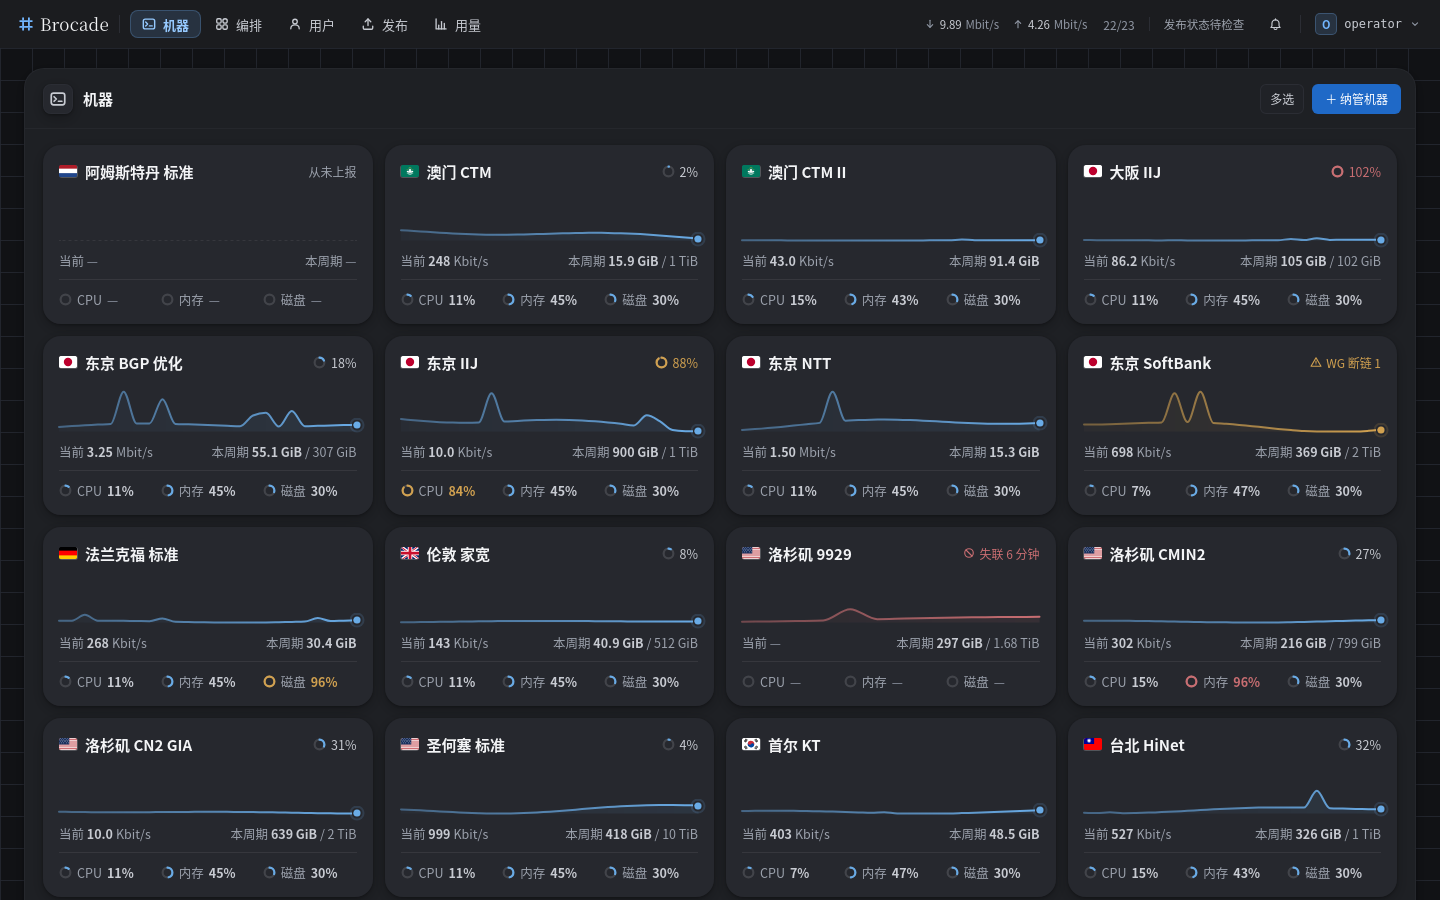 Brocade 机器 编排 用户 发布 用量 9.89 Mbit/s 4.26 Mbit/s 22/23 发布状态待检查 O operator
机器 多选 纳管机器
阿姆斯特丹 标准 从未上报
当前 — 本周期 —
CPU — 内存 — 磁盘 —
澳门 CTM 2%
当前 248 Kbit/s 本周期 15.9 GiB / 1 TiB
CPU 11% 内存 45% 磁盘 30%
澳门 CTM II
当前 43.0 Kbit/s 本周期 91.4 GiB
CPU 15% 内存 43% 磁盘 30%
大阪 IIJ 102%
当前 86.2 Kbit/s 本周期 105 GiB / 102 GiB
CPU 11% 内存 45% 磁盘 30%
东京 BGP 优化 18%
当前 3.25 Mbit/s 本周期 55.1 GiB / 307 GiB
CPU 11% 内存 45% 磁盘 30%
东京 IIJ 88%
当前 10.0 Kbit/s 本周期 900 GiB / 1 TiB
CPU 84% 内存 45% 磁盘 30%
东京 NTT
当前 1.50 Mbit/s 本周期 15.3 GiB
CPU 11% 内存 45% 磁盘 30%
东京 SoftBank WG 断链 1
当前 698 Kbit/s 本周期 369 GiB / 2 TiB
CPU 7% 内存 47% 磁盘 30%
法兰克福 标准
当前 268 Kbit/s 本周期 30.4 GiB
CPU 11% 内存 45% 磁盘 96%
伦敦 家宽 8%
当前 143 Kbit/s 本周期 40.9 GiB / 512 GiB
CPU 11% 内存 45% 磁盘 30%
洛杉矶 9929 失联 6 分钟
当前 — 本周期 297 GiB / 1.68 TiB
CPU — 内存 — 磁盘 —
洛杉矶 CMIN2 27%
当前 302 Kbit/s 本周期 216 GiB / 799 GiB
CPU 15% 内存 96% 磁盘 30%
洛杉矶 CN2 GIA 31%
当前 10.0 Kbit/s 本周期 639 GiB / 2 TiB
CPU 11% 内存 45% 磁盘 30%
圣何塞 标准 4%
当前 999 Kbit/s 本周期 418 GiB / 10 TiB
CPU 11% 内存 45% 磁盘 30%
首尔 KT
当前 403 Kbit/s 本周期 48.5 GiB
CPU 7% 内存 47% 磁盘 30%
台北 HiNet 32%
当前 527 Kbit/s 本周期 326 GiB / 1 TiB
CPU 15% 内存 43% 磁盘 30%